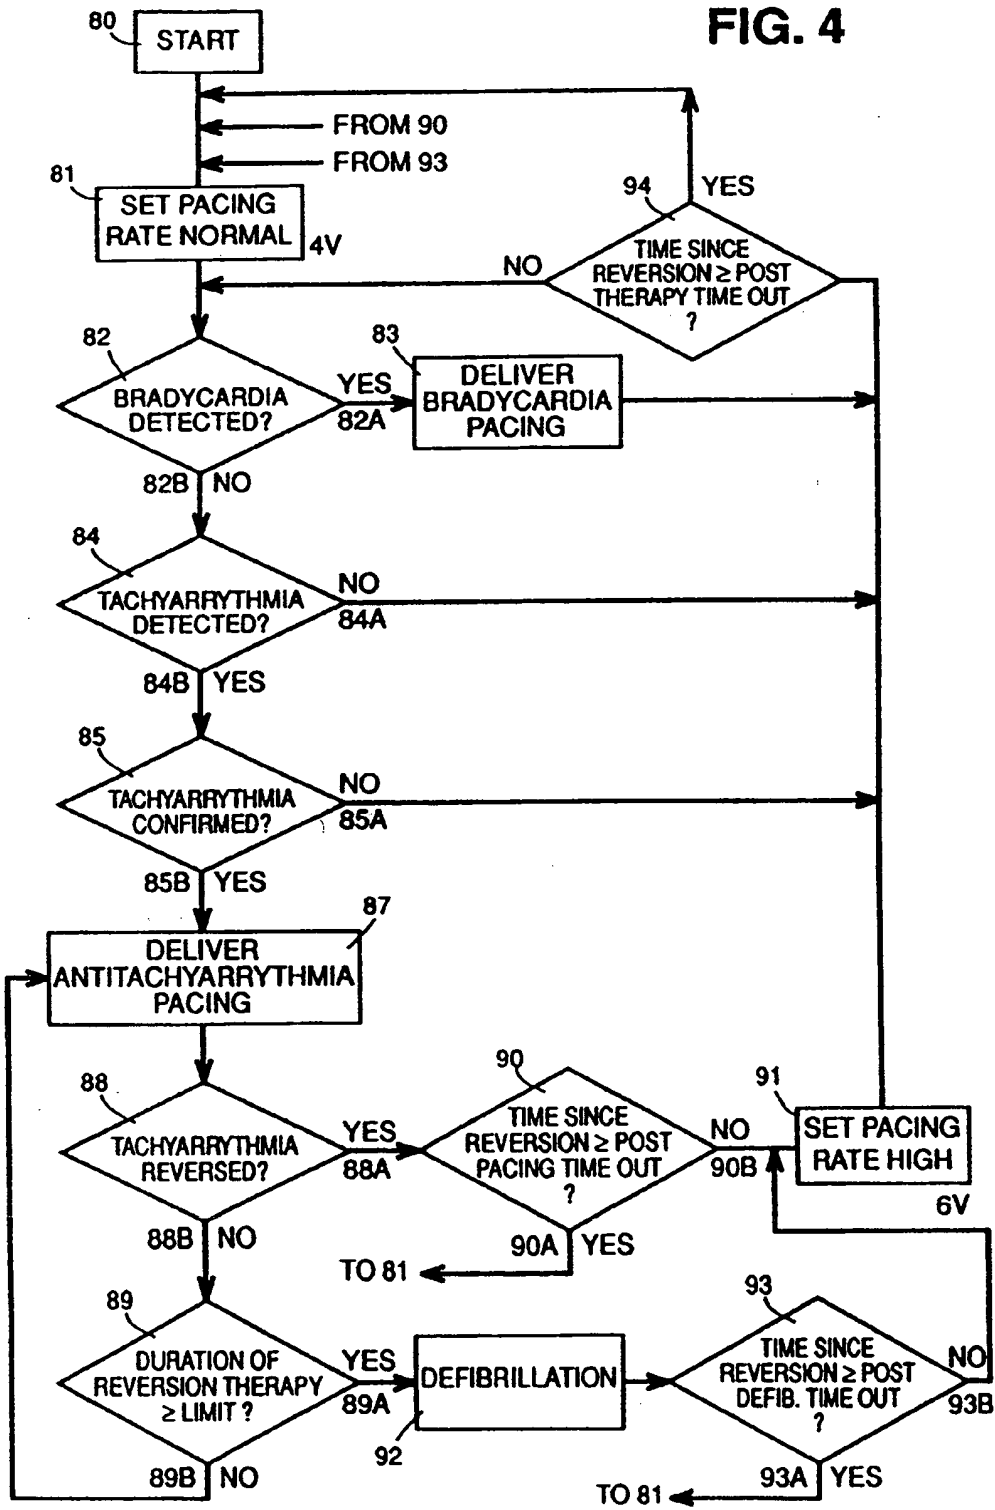 FIG. 4
80
START
FROM 90
FROM 93
81
SET PACING
RATE NORMAL
4V
94
YES
TIME SINCE
REVERSION ≥ POST
THERAPY TIME OUT
?
NO
82
BRADYCARDIA
DETECTED?
YES
82A
83
DELIVER
BRADYCARDIA
PACING
82B NO
84
TACHYARRYTHMIA
DETECTED?
NO
84A
84B YES
85
TACHYARRYTHMIA
CONFIRMED?
NO
85A
85B YES
87
DELIVER
ANTITACHYARRYTHMIA
PACING
88
TACHYARRYTHMIA
REVERSED?
YES
88A
90
TIME SINCE
REVERSION ≥ POST
PACING TIME OUT
?
NO
90B
91
SET PACING
RATE HIGH
6V
88B NO
90A YES
TO 81
89
DURATION OF
REVERSION THERAPY
≥ LIMIT ?
YES
89A
DEFIBRILLATION
92
93
TIME SINCE
REVERSION ≥ POST
DEFIB. TIME OUT
?
NO
93B
89B NO
93A YES
TO 81